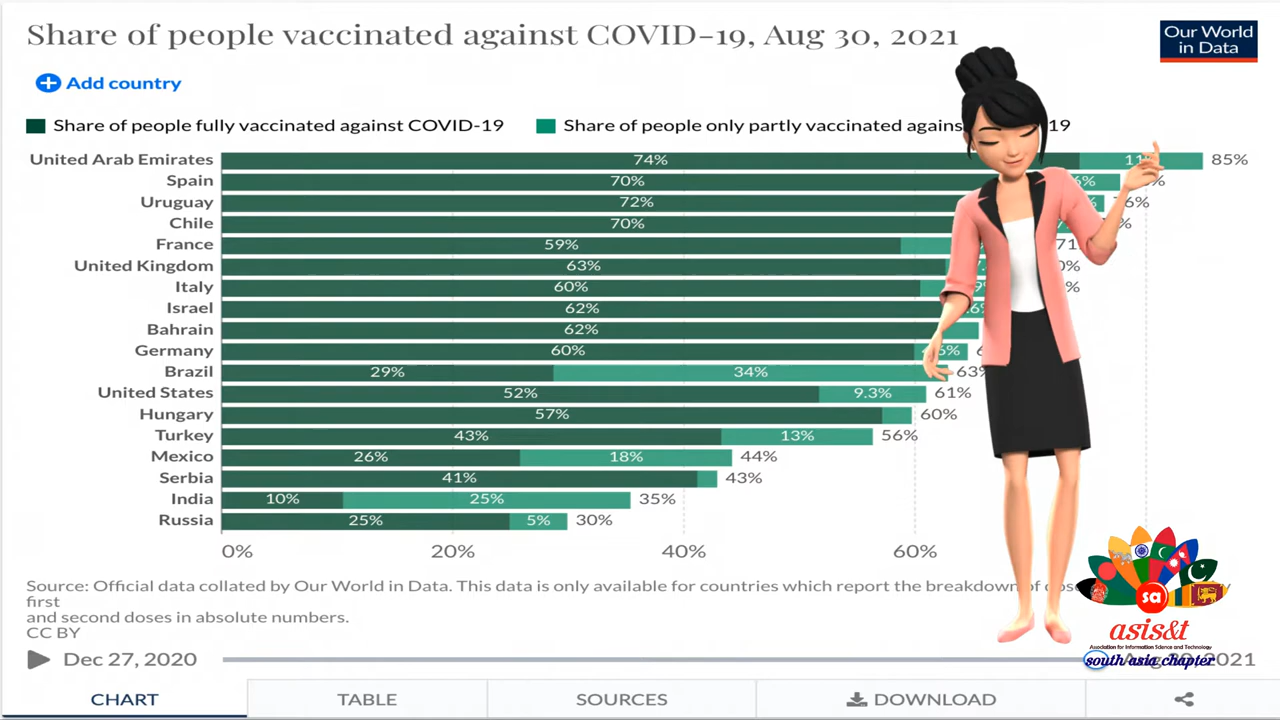 Share of people vaccinated against COVID-19, Aug 30, 2021
Our World
in Data
Add country
Share of people fully vaccinated against COVID-19
Share of people only partly vaccinated agains 19
United Arab Emirates 74% 85%
Spain 70%
Uruguay 72%
Chile 70%
France 59%
United Kingdom 63%
Italy 60%
Israel 62%
Bahrain 62%
Germany 60%
Brazil 29% 34%
United States 52% 9.3% 61%
Hungary 57% 60%
Turkey 43% 13% 56%
Mexico 26% 18% 44%
Serbia 41% 43%
India 10% 25% 35%
Russia 25% 5% 30%
0% 20% 40% 60%
Source: Official data collated by Our World in Data. This data is only available for countries which report the breakdown of
first
and second doses in absolute numbers.
CC BY
sa
asis&t
Association for Information Science and Technology
south asia chapter
Dec 27, 2020
2021
CHART TABLE SOURCES DOWNLOAD